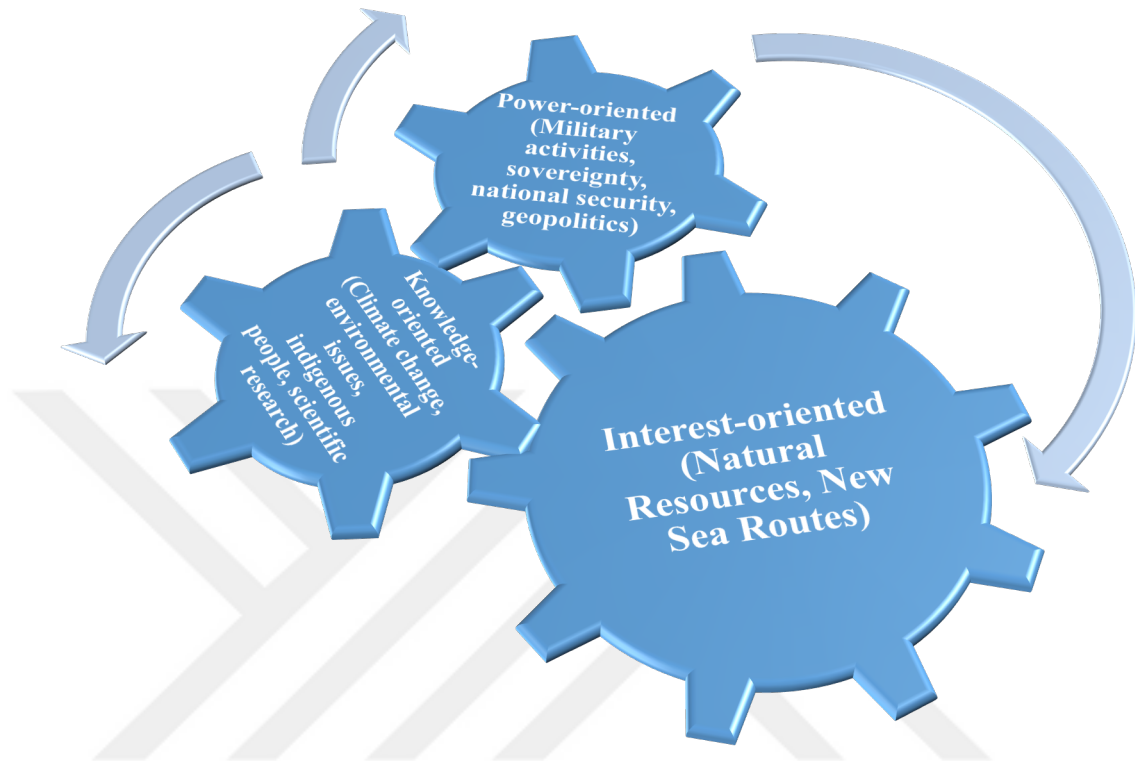 Power-oriented
(Military
activities,
sovereignty,
national security,
geopolitics)
Knowledge-
oriented
(Climate change,
environmental
issues,
indigenous
people, scientific
research)
Interest-oriented
(Natural
Resources, New
Sea Routes)